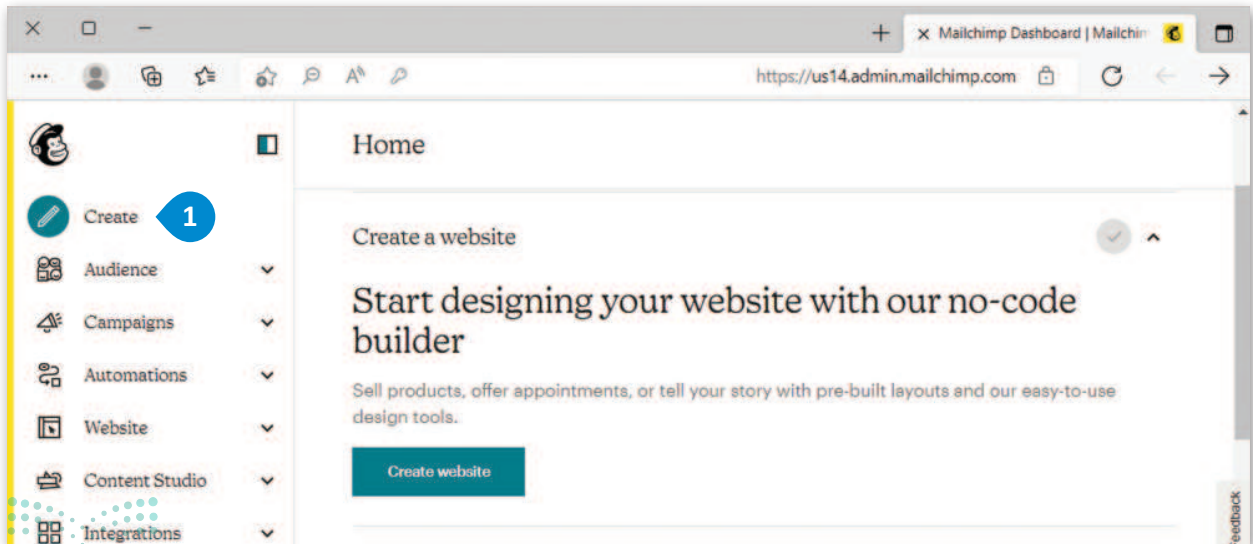 Mailchimp Dashboard | Mailchim
https://us14.admin.mailchimp.com
Home
Create
1
Audience
Campaigns
Automations
Website
Content Studio
Integrations
Create a website
Start designing your website with our no-code
builder
Sell products, offer appointments, or tell your story with pre-built layouts and our easy-to-use
design tools.
Create website
Feedback